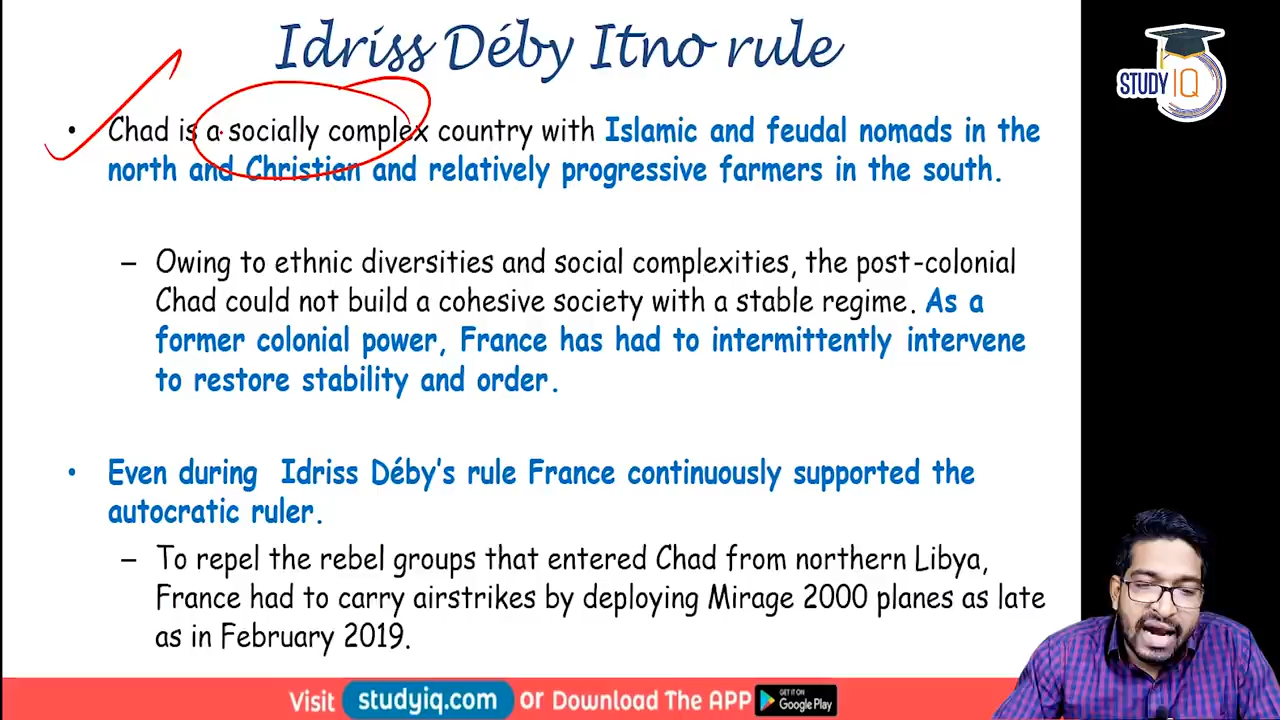 Idriss Déby Itno rule
STUDY IQ
• Chad is a socially complex country with Islamic and feudal nomads in the
north and Christian and relatively progressive farmers in the south.
– Owing to ethnic diversities and social complexities, the post-colonial
Chad could not build a cohesive society with a stable regime. As a
former colonial power, France has had to intermittently intervene
to restore stability and order.
• Even during Idriss Déby's rule France continuously supported the
autocratic ruler.
– To repel the rebel groups that entered Chad from northern Libya,
France had to carry airstrikes by deploying Mirage 2000 planes as late
as in February 2019.
Visit studyiq.com or Download The APP GET IT ON Google Play